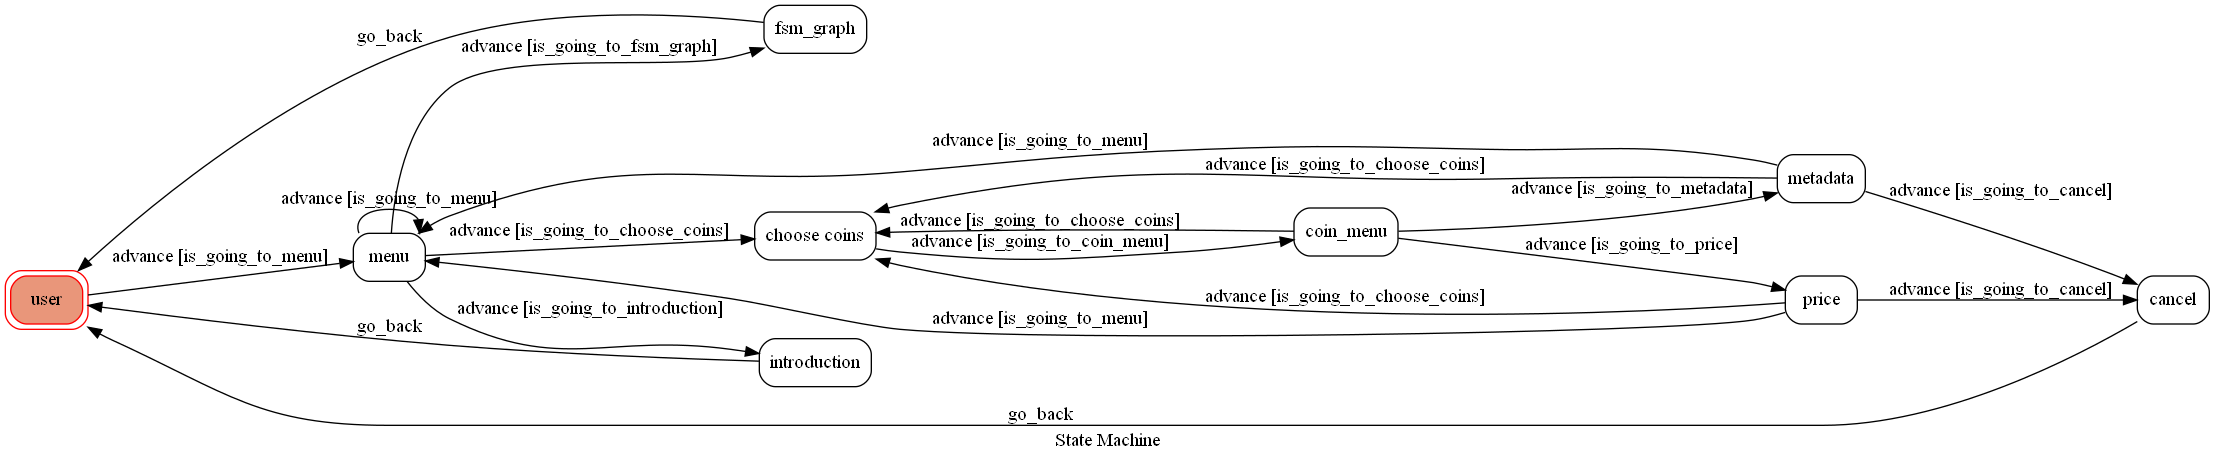 fsm_graph
go_back
advance [is_going_to_fsm_graph]
advance [is_going_to_menu]
advance [is_going_to_choose_coins]
metadata
advance [is_going_to_metadata]
advance [is_going_to_cancel]
advance [is_going_to_menu]
advance [is_going_to_choose_coins]
choose coins
advance [is_going_to_choose_coins]
coin_menu
advance [is_going_to_coin_menu]
advance [is_going_to_price]
menu
advance [is_going_to_menu]
user
advance [is_going_to_choose_coins]
price
advance [is_going_to_cancel]
cancel
advance [is_going_to_introduction]
advance [is_going_to_menu]
go_back
introduction
go_back
State Machine